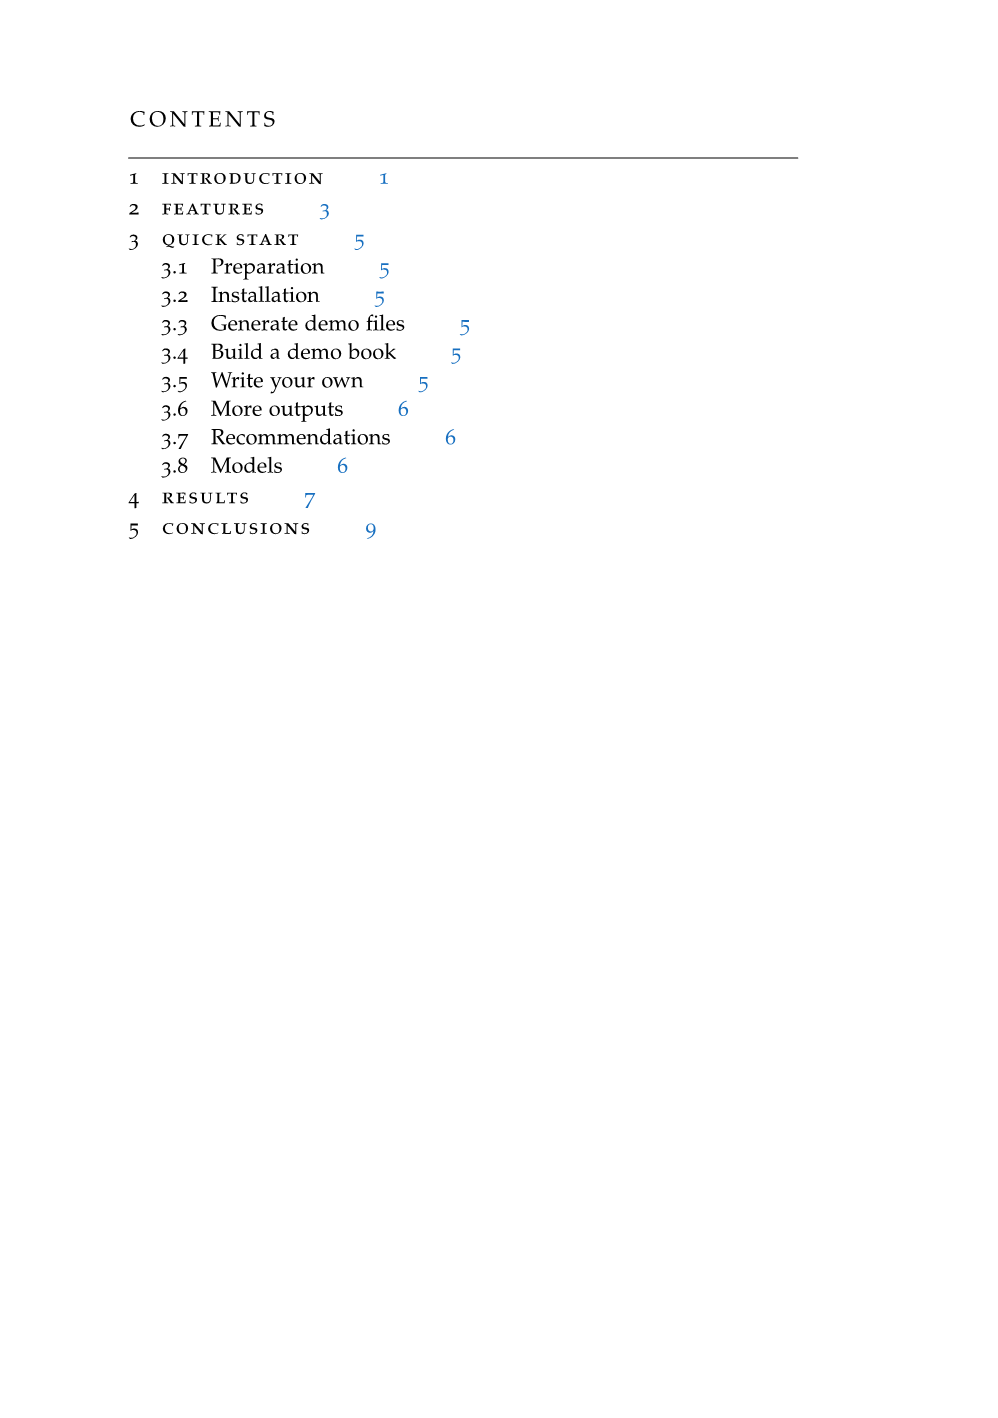 CONTENTS
1 INTRODUCTION 1
2 FEATURES 3
3 QUICK START 5
3.1 Preparation 5
3.2 Installation 5
3.3 Generate demo files 5
3.4 Build a demo book 5
3.5 Write your own 5
3.6 More outputs 6
3.7 Recommendations 6
3.8 Models 6
4 RESULTS 7
5 CONCLUSIONS 9